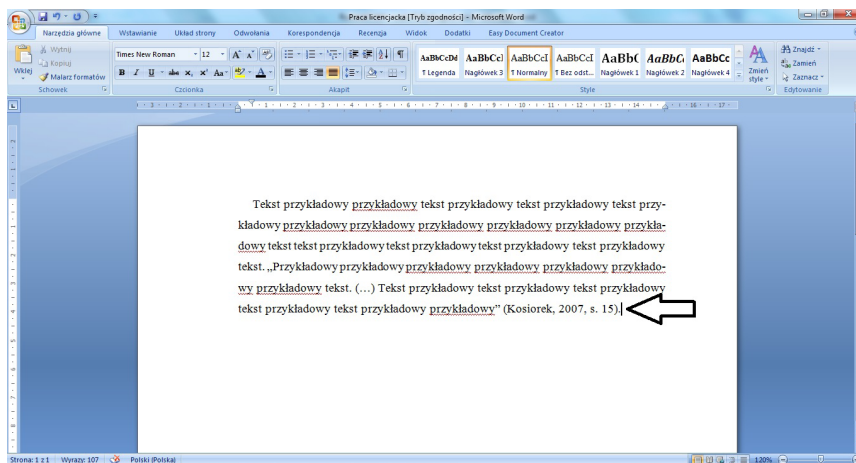 Praca licencjacka [Tryb zgodności] - Microsoft Word
Narzędzia główne Wstawianie Układ strony Odwołania Korespondencja Recenzja Widok Dodatki Easy Document Creator
Wklej
Wytnij
Kopiuj
Malarz formatów
Schowek
Times New Roman 12
Czcionka
Akapit
AaBbCcDd AaBbCcI AaBbCcI AaBbCcI AaBb( AaBbCc AaBbCc
¶ Legenda Nagłówek 3 ¶ Normalny ¶ Bez odst... Nagłówek 1 Nagłówek 2 Nagłówek 4
Zmień style
Style
Znajdź
Zamień
Zaznacz
Edytowanie
Tekst przykładowy przykładowy tekst przykładowy tekst przykładowy tekst przy-
kładowy przykładowy przykładowy przykładowy przykładowy przykładowy przykła-
dowy tekst tekst przykładowy tekst przykładowy tekst przykładowy tekst przykładowy
tekst. „Przykładowy przykładowy przykładowy przykładowy przykładowy przykłado-
wy przykładowy tekst. (…) Tekst przykładowy tekst przykładowy tekst przykładowy
tekst przykładowy tekst przykładowy przykładowy” (Kosiorek, 2007, s. 15).
Strona: 1 z 1 Wyrazy: 107 Polski (Polska) 120%